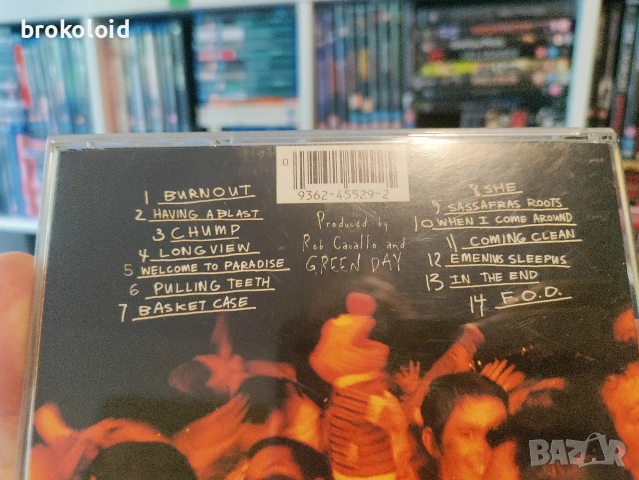 brokoloid
0
9362-45529-2
1 BURNOUT
2 HAVING A BLAST
3 CHUMP
4 LONGVIEW
5 WELCOME TO PARADISE
6 PULLING TEETH
7 BASKET CASE
Produced by
Rob Cavallo and
GREEN DAY
8 SHE
9 SASSAFRAS ROOTS
10 WHEN I COME AROUND
11 COMING CLEAN
12 EMENIUS SLEEPUS
13 IN THE END
14 F.O.D.
BAZAR